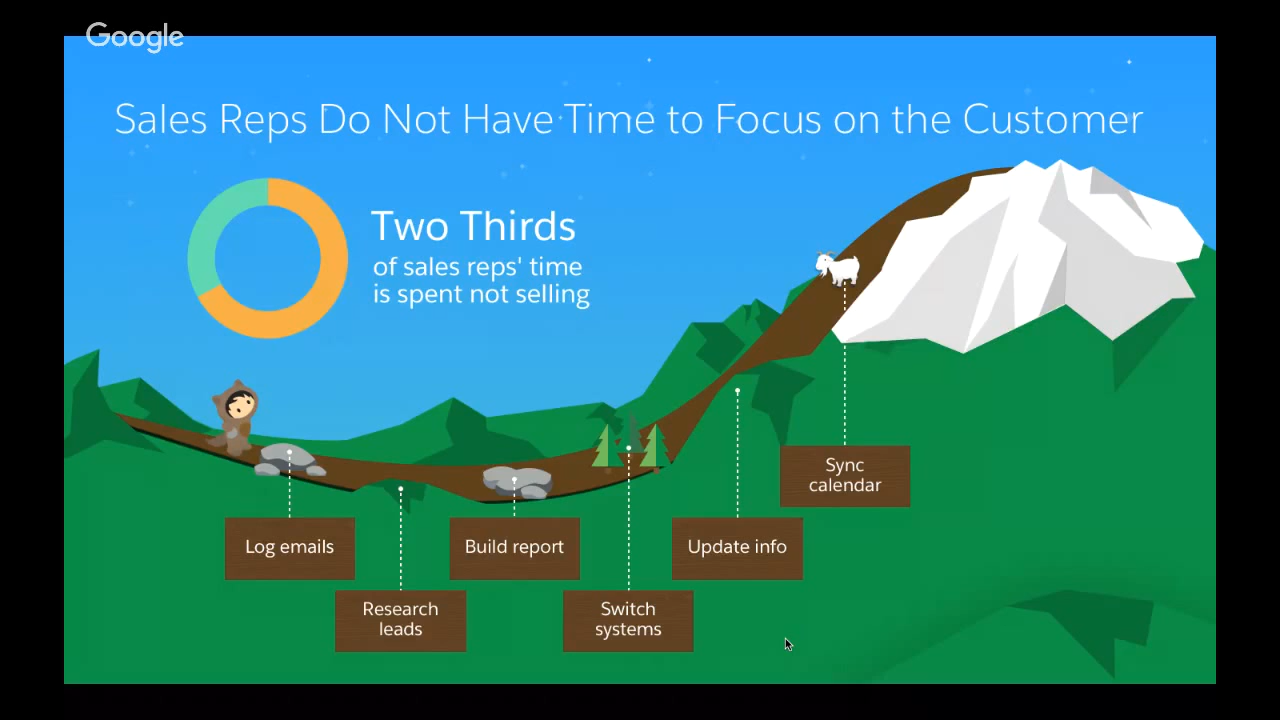 Google
Sales Reps Do Not Have Time to Focus on the Customer
Two Thirds
of sales reps' time
is spent not selling
Sync
calendar
Log emails
Build report
Update info
Research
leads
Switch
systems